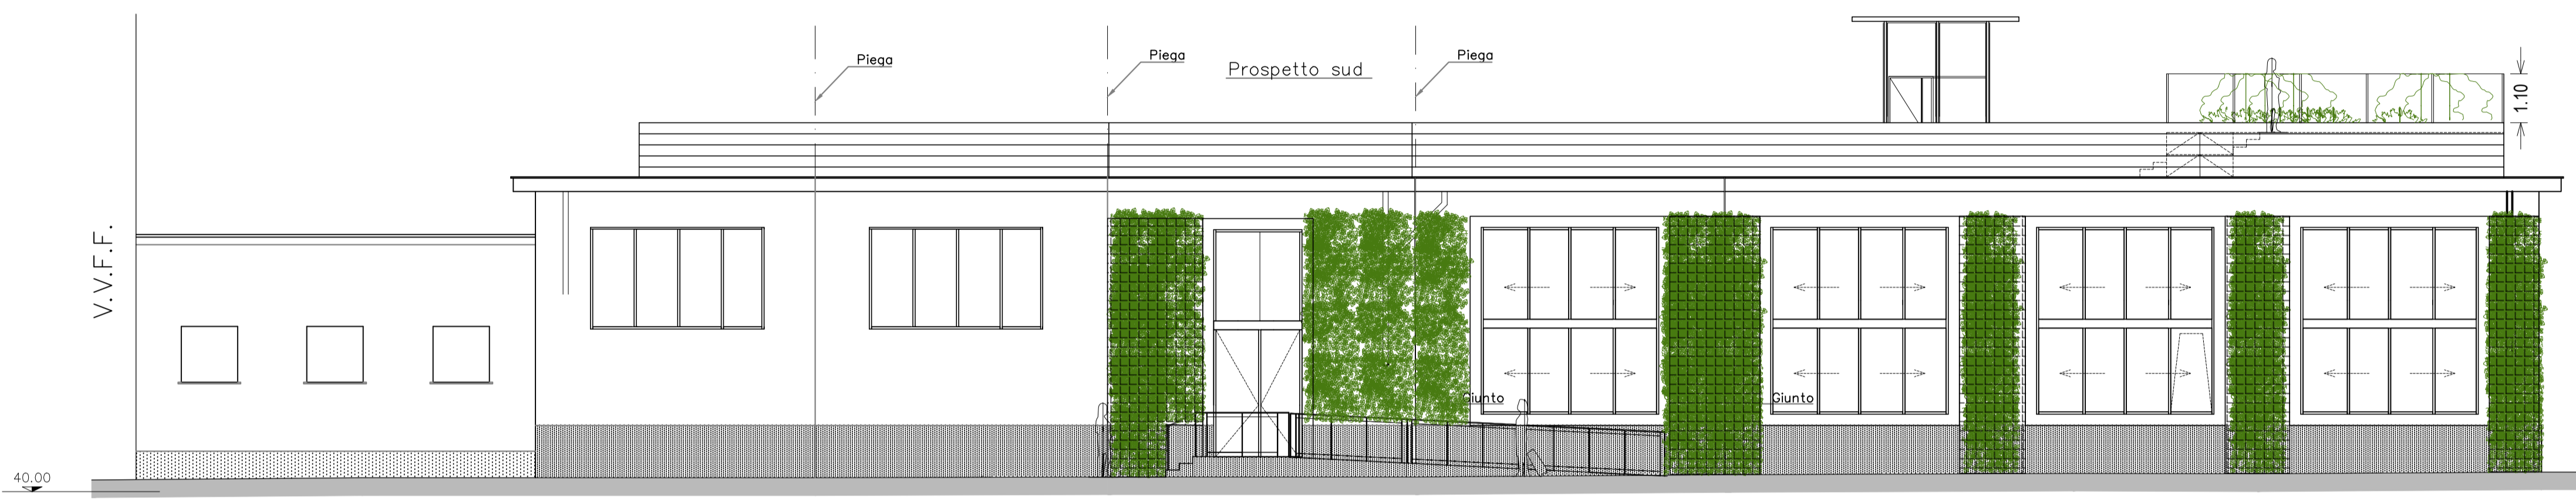 Piega
Piega
Prospetto sud
Piega
1.10
V.V.F.F.
Giunto
Giunto
40.00